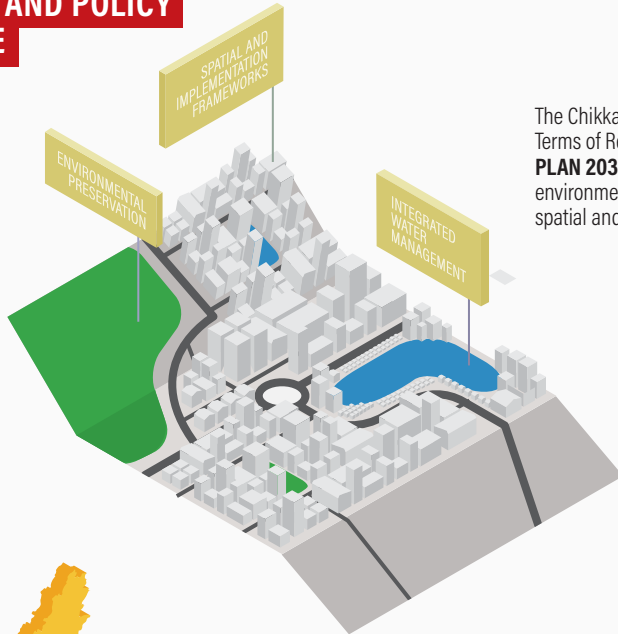 AND POLICY
E
SPATIAL AND
IMPLEMENTATION
FRAMEWORKS
ENVIRONMENTAL
PRESERVATION
INTEGRATED
WATER
MANAGEMENT
The Chikka
Terms of Re
PLAN 203
environme
spatial and